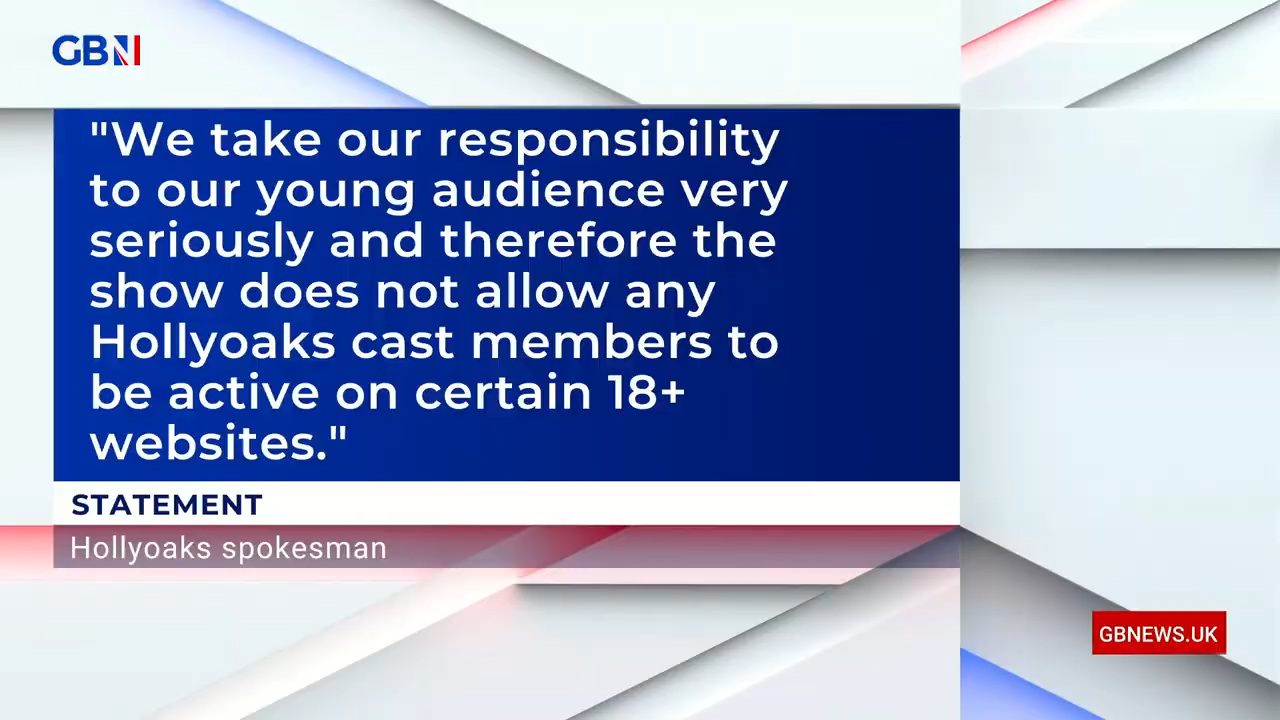 GBN
"We take our responsibility
to our young audience very
seriously and therefore the
show does not allow any
Hollyoaks cast members to
be active on certain 18+
websites."
STATEMENT
Hollyoaks spokesman
GBNEWS.UK